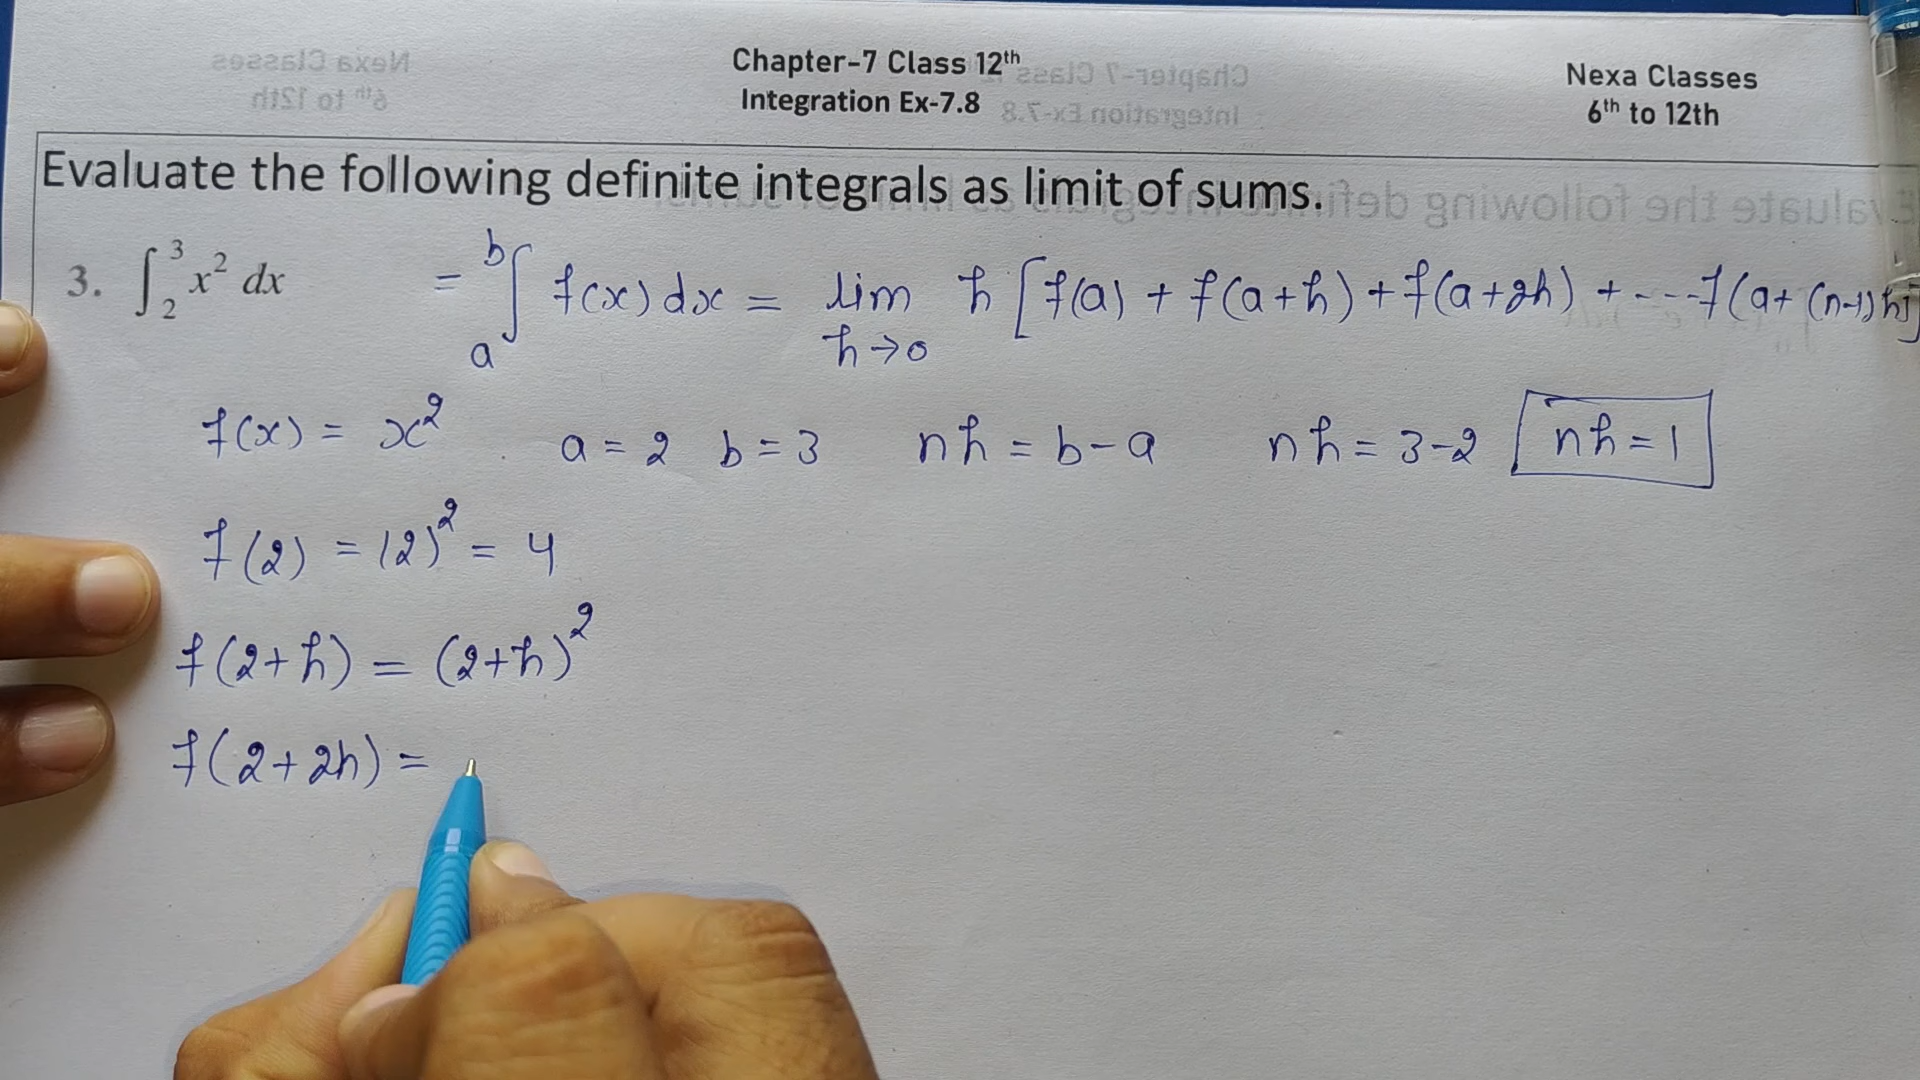 Chapter-7 Class 12th
Integration Ex-7.8
Nexa Classes
6th to 12th
Evaluate the following definite integrals as limit of sums.
3. ∫₂³ x² dx = ₐᵇ∫ f(x) dx = lim h→0 h [f(a) + f(a+h) + f(a+2h) + ---f(a+(n-1)h]
f(x) = x² a = 2 b = 3 nh = b-a nh = 3-2 nh = 1
f(2) = (2)² = 4
f(2+h) = (2+h)²
f(2+2h) =